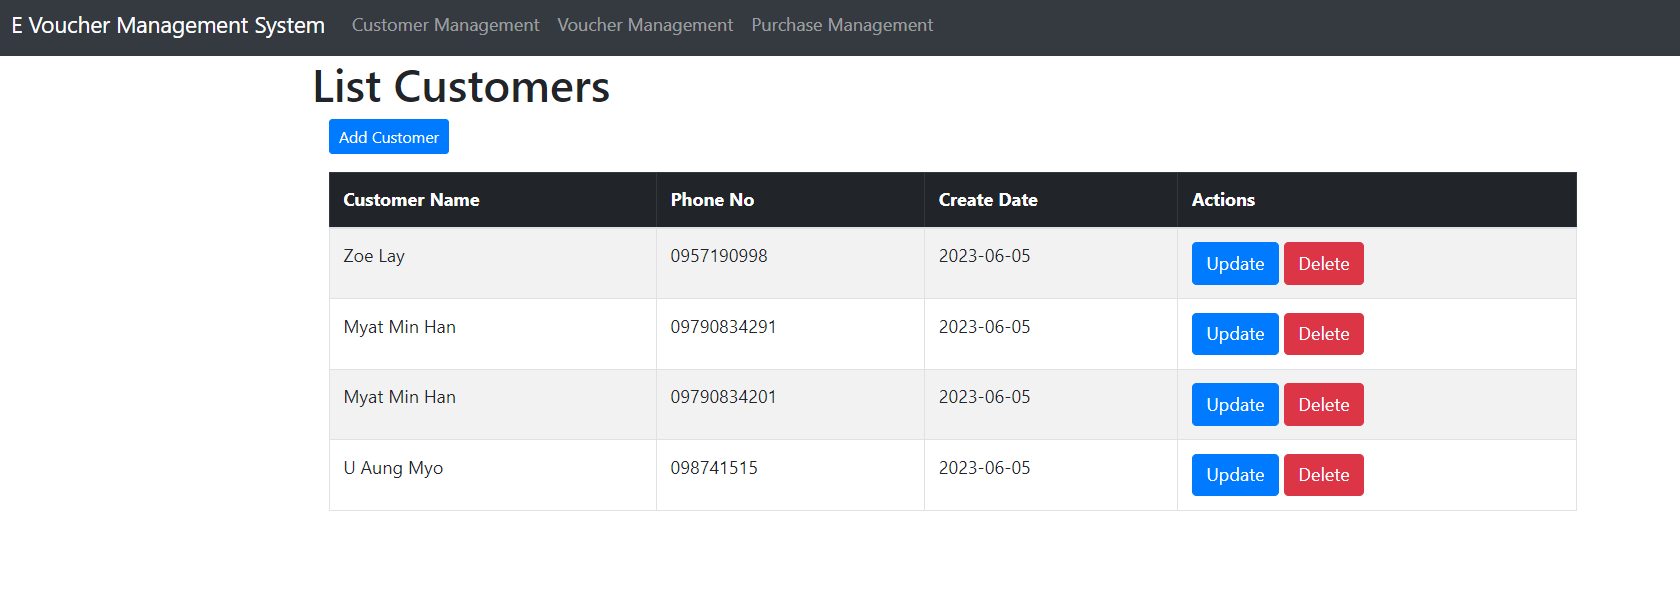 E Voucher Management System Customer Management Voucher Management Purchase Management
List Customers
Add Customer
Customer Name Phone No Create Date Actions
Zoe Lay 0957190998 2023-06-05 Update Delete
Myat Min Han 09790834291 2023-06-05 Update Delete
Myat Min Han 09790834201 2023-06-05 Update Delete
U Aung Myo 098741515 2023-06-05 Update Delete